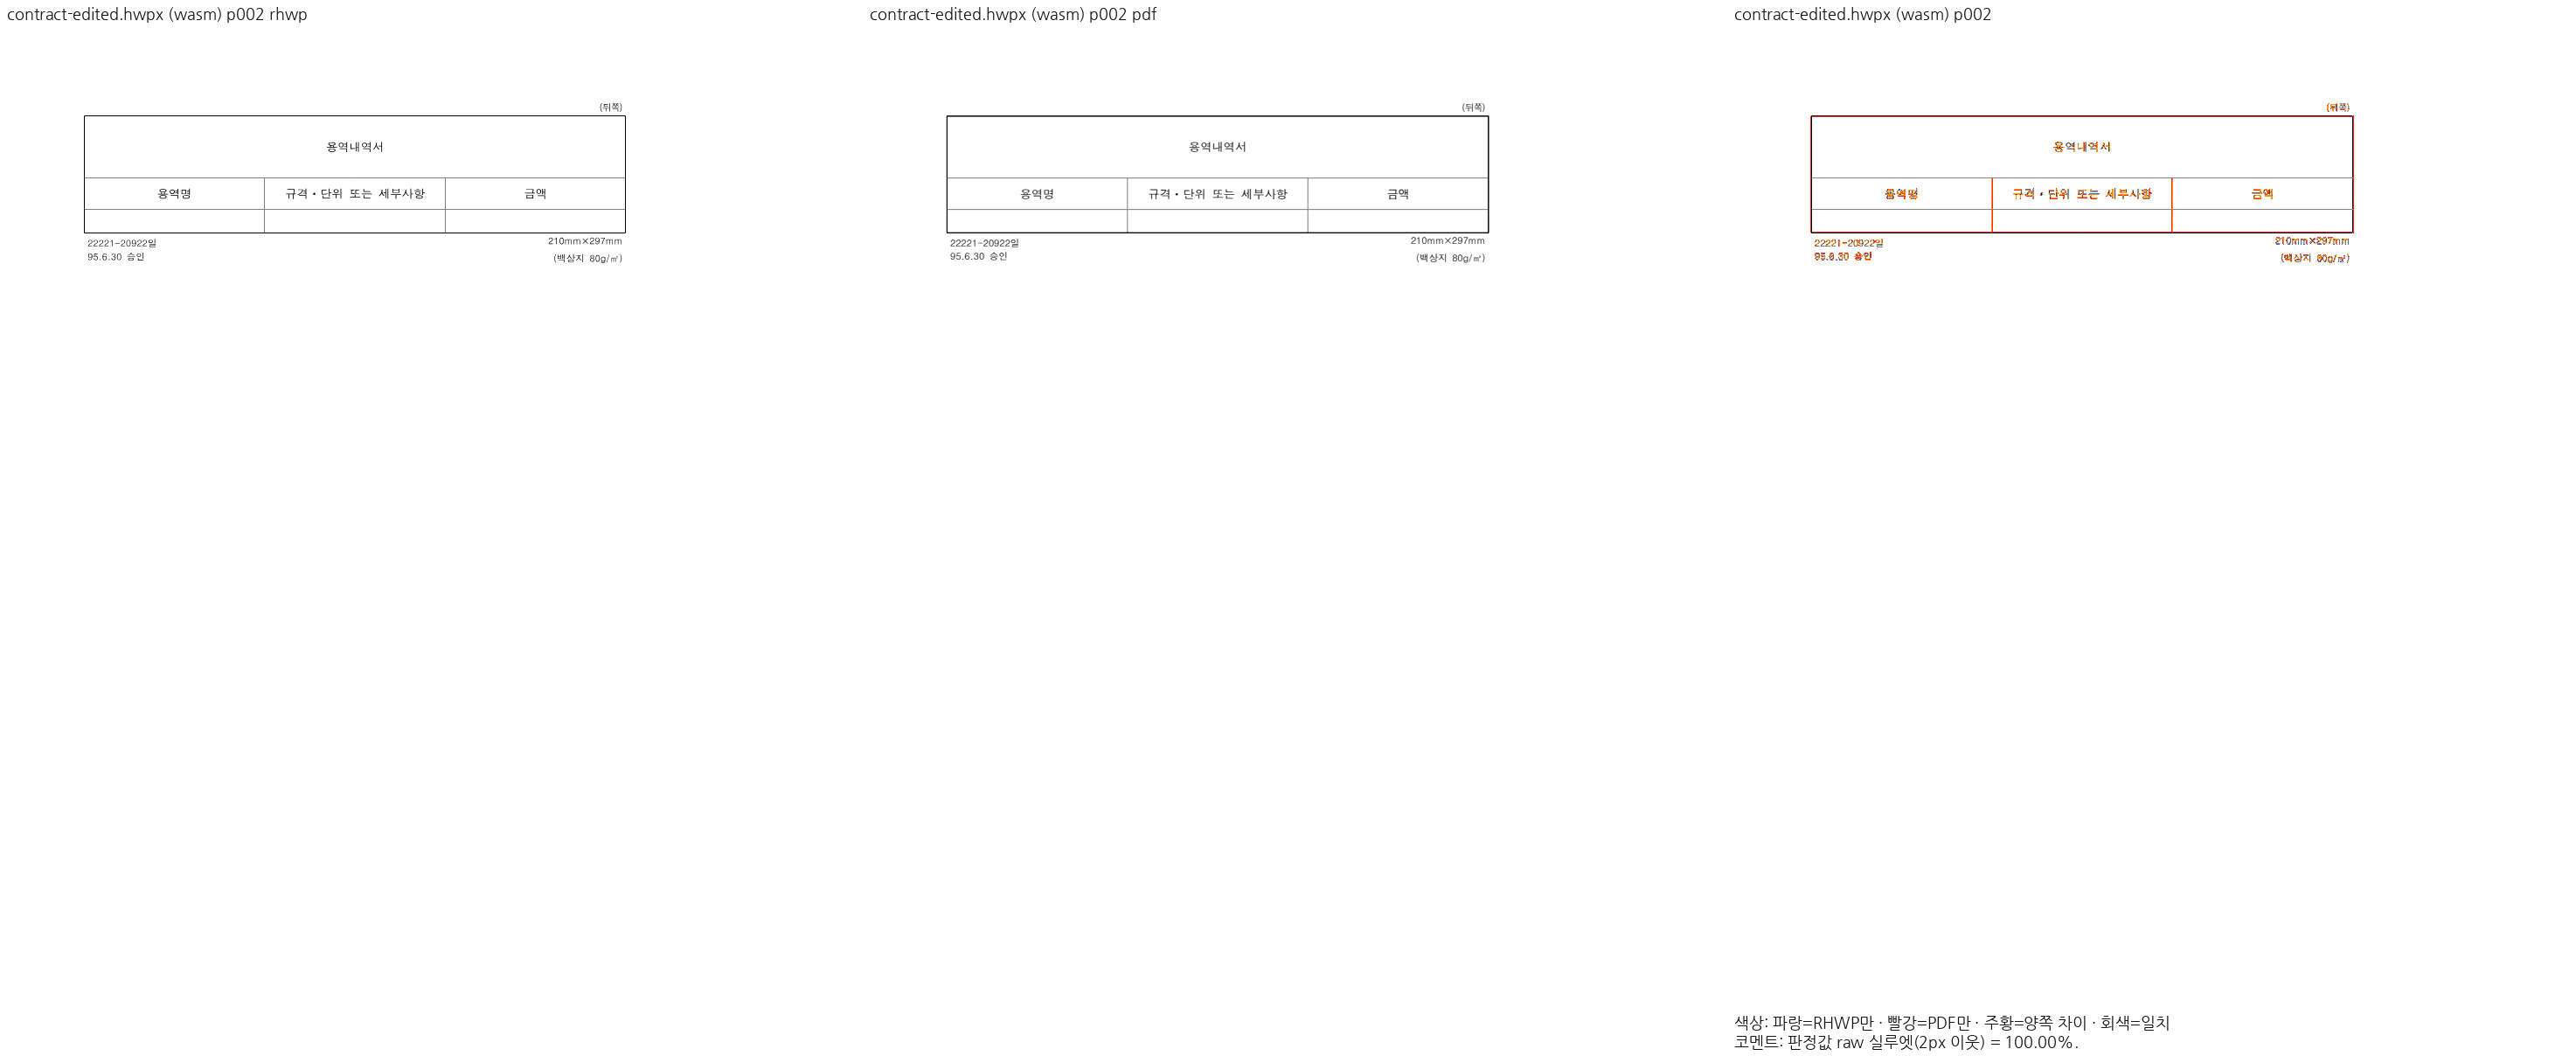 contract-edited.hwpx (wasm) p002 rhwp
(뒤쪽)
용역내역서
용역명 규격・단위 또는 세부사항 금액
22221-20922일 210mm×297mm
95.6.30 승인 (백상지 80g/㎡)
contract-edited.hwpx (wasm) p002 pdf
(뒤쪽)
용역내역서
용역명 규격・단위 또는 세부사항 금액
22221-20922일 210mm×297mm
95.6.30 승인 (백상지 80g/㎡)
contract-edited.hwpx (wasm) p002
(뒤쪽)
용역내역서
용역명 규격・단위 또는 세부사항 금액
22221-20922일 210mm×297mm
95.6.30 승인 (백상지 80g/㎡)
색상: 파랑=RHWP만 · 빨강=PDF만 · 주황=양쪽 차이 · 회색=일치
코멘트: 판정값 raw 실루엣(2px 이웃) = 100.00%.